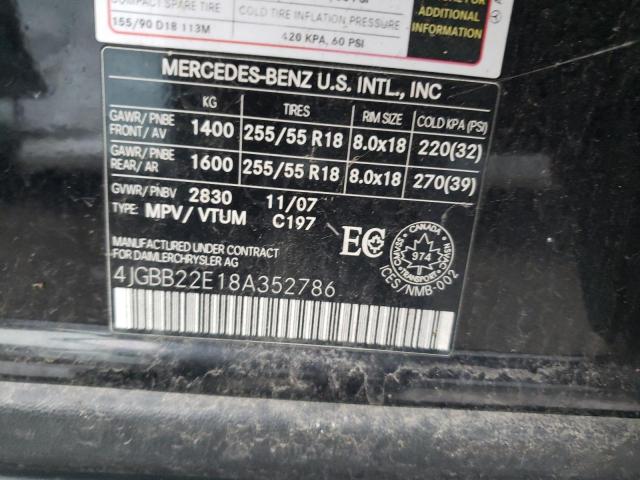 COMPACT SPARE TIRE
155/90 D18 113M
COLD TIRE INFLATION PRESSURE
420 KPA, 60 PSI
FOR
ADDITIONAL
INFORMATION
MERCEDES-BENZ U.S. INTL., INC
KG TIRES RIM SIZE COLD KPA (PSI)
GAWR/PNBE FRONT/AV 1400 255/55 R18 8.0x18 220(32)
GAWR/PNBE REAR/AR 1600 255/55 R18 8.0x18 270(39)
GVWR/PNBV 2830 11/07
TYPE: MPV/VTUM C197
MANUFACTURED
FOR DAIMLERCHRYSLER AG
EC
CANADA
974
TRANSPORT
ICES/NMB-002
4JGBB22E18A352786